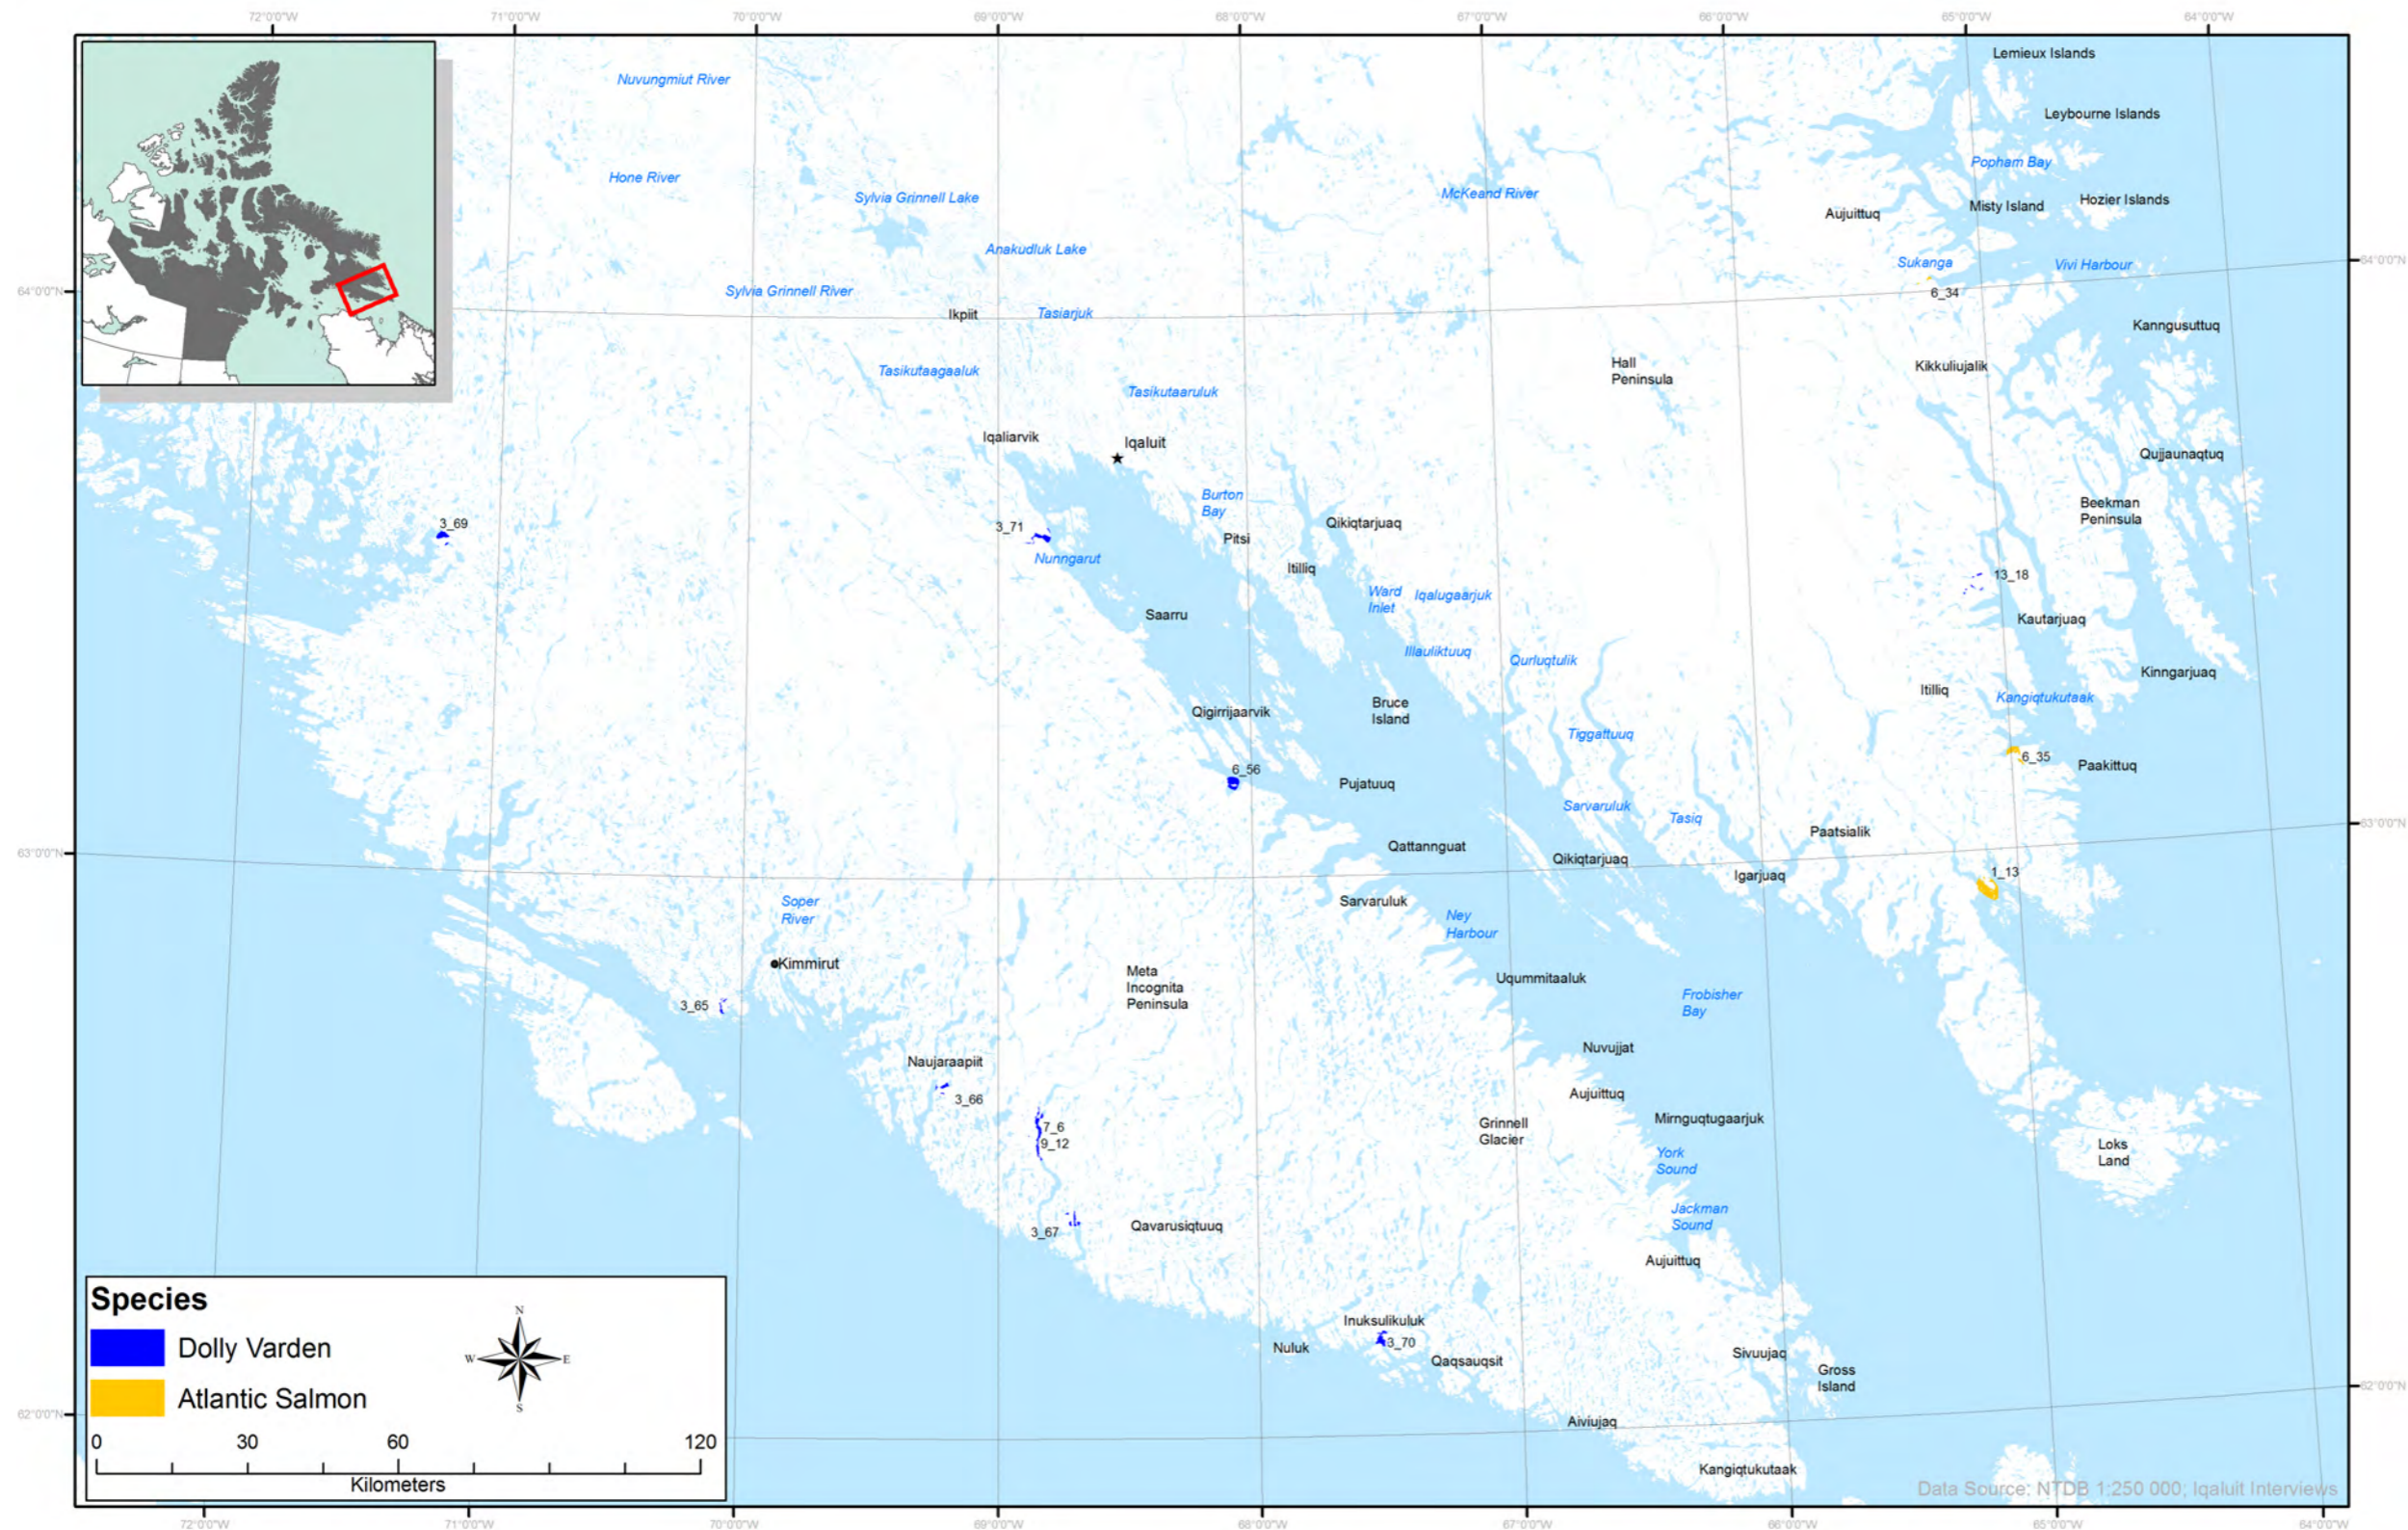 72°0'0"W
71°0'0"W
70°0'0"W
69°0'0"W
68°0'0"W
67°0'0"W
66°0'0"W
65°0'0"W
64°0'0"W
Lemieux Islands
Nuvungmiut River
Leybourne Islands
Popham Bay
Hone River
McKeand River
Sylvia Grinnell Lake
Hozier Islands
Misty Island
Aujuittuq
Anakudluk Lake
Sukanga
Vivi Harbour
64°0'0"N
64°0'0"N
Sylvia Grinnell River
6_34
Ikpiit
Tasiarjuk
Kanngusuttuq
Hall
Peninsula
Kikkuliujalik
Tasikutaagaaluk
Tasikutaaruluk
Iqaliarvik
Iqaluit
Qujjaunaqtuq
Burton
Bay
Beekman
Peninsula
3_69
3_71
Qikiqtarjuaq
Pitsi
Nunngarut
Itilliq
13_18
Ward
Inlet
Iqalugaarjuk
Saarru
Kautarjuaq
Illauliktuuq
Qurluqtulik
Kinngarjuaq
Itilliq
Kangiqtukutaak
Qigirrijaarvik
Bruce
Island
Tiggattuuq
6_35
Paakittuq
6_56
Pujatuuq
Sarvaruluk
Tasiq
Paatsialik
63°0'0"N
63°0'0"N
Qattannguat
Qikiqtarjuaq
Igarjuaq
1_13
Soper
River
Sarvaruluk
Ney
Harbour
Kimmirut
Meta
Incognita
Peninsula
Uqummitaaluk
Frobisher
Bay
3_65
Nuvujjat
Naujaraapiit
3_66
Aujuittuq
Mirnguqtugaarjuk
7_6
9_12
Grinnell
Glacier
Loks
Land
York
Sound
3_67
Qavarusiqtuuq
Jackman
Sound
Aujuittuq
Inuksulikuluk
3_70
Nuluk
Qaqsauqsit
Sivuujaq
Gross
Island
62°0'0"N
62°0'0"N
Aiviujaq
Kangiqtukutaak
Species
Dolly Varden
Atlantic Salmon
N
W
E
S
0
30
60
120
Kilometers
Data Source: NTDB 1:250 000; Iqaluit Interviews
72°0'0"W
71°0'0"W
70°0'0"W
69°0'0"W
68°0'0"W
67°0'0"W
66°0'0"W
65°0'0"W
64°0'0"W